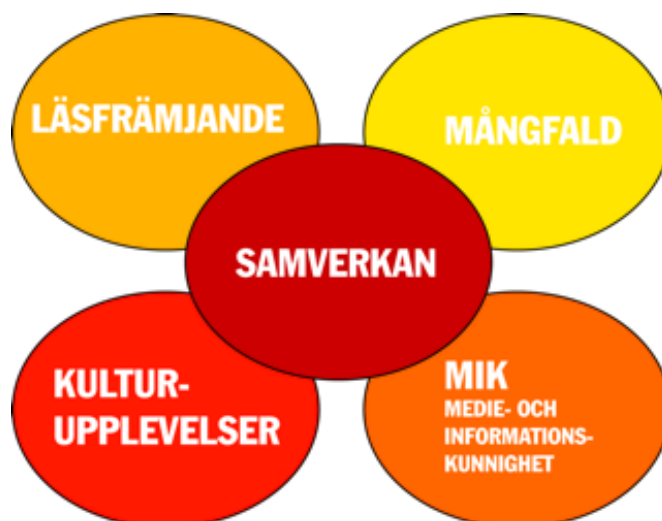 LÄSFRÄMJANDE
MÅNGFALD
SAMVERKAN
KULTUR-
UPPLEVELSER
MIK
MEDIE- OCH
INFORMATIONS-
KUNNIGHET